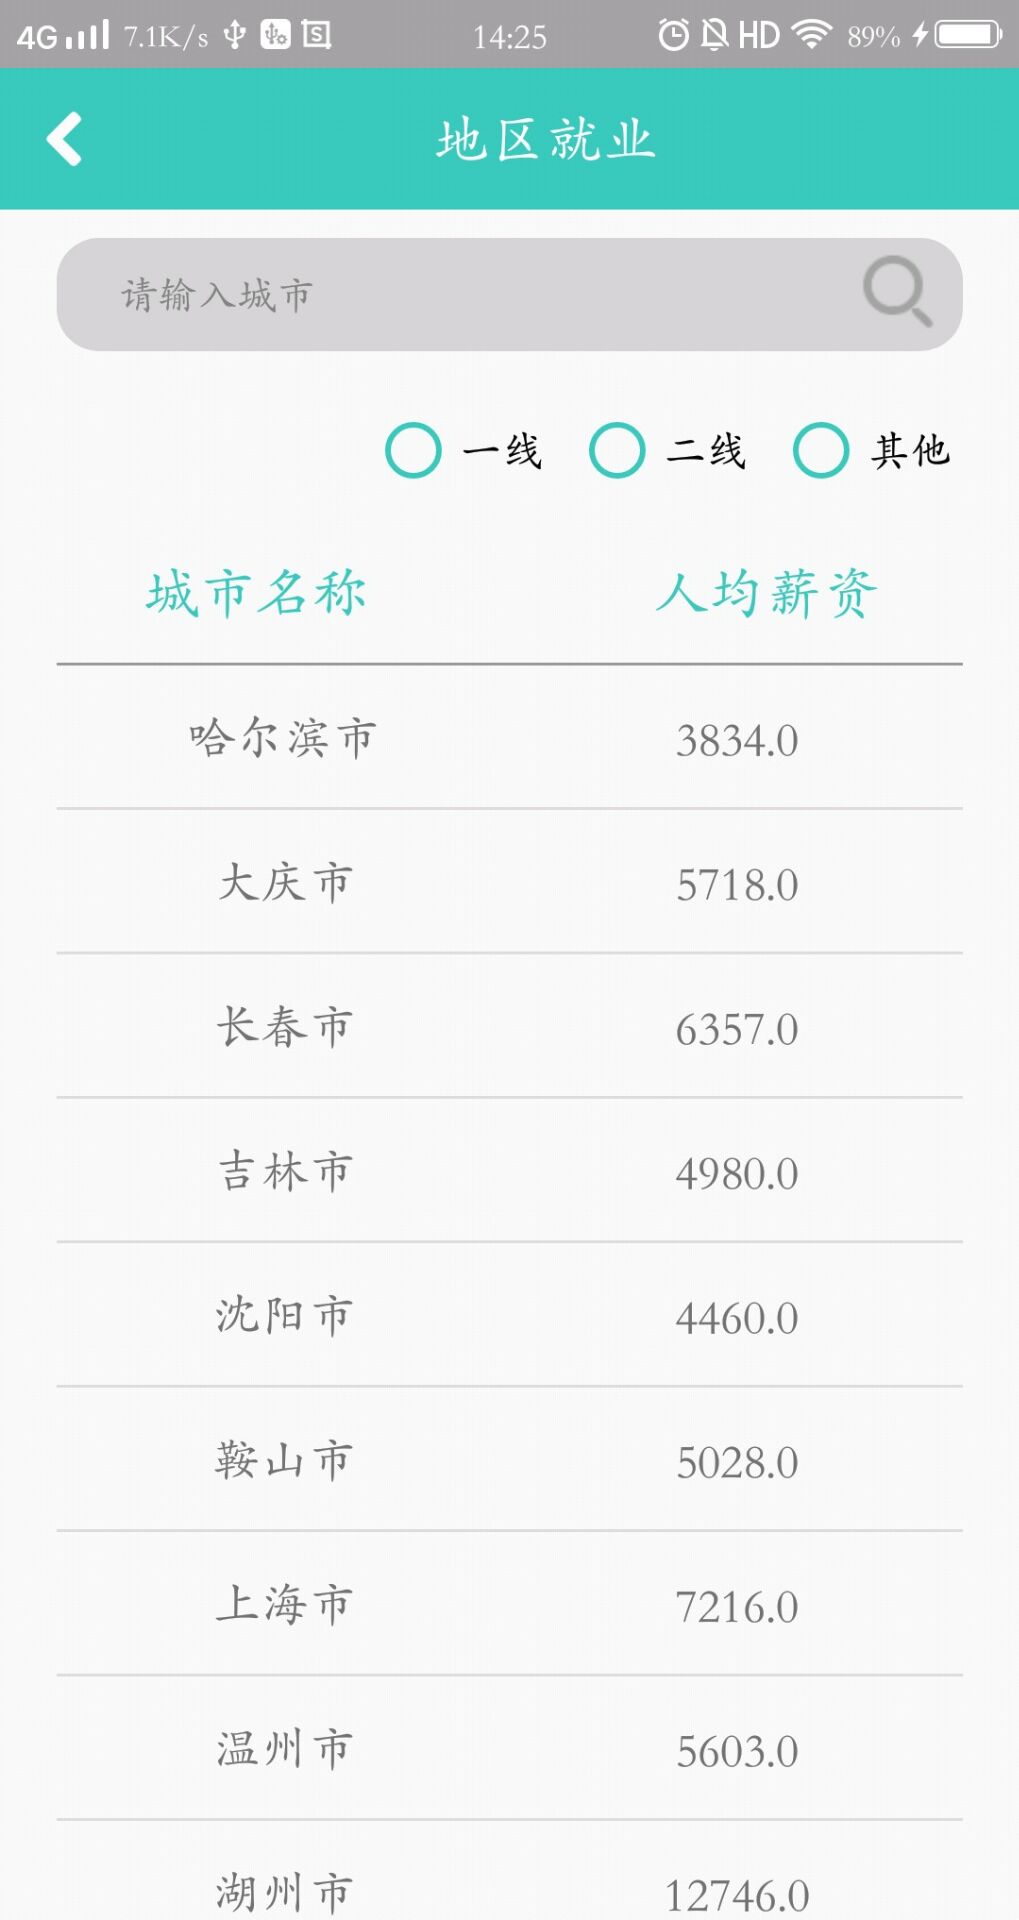 4G 7.1K/s 14:25 HD 89%
地区就业
请输入城市
一线 二线 其他
城市名称 人均薪资
哈尔滨市 3834.0
大庆市 5718.0
长春市 6357.0
吉林市 4980.0
沈阳市 4460.0
鞍山市 5028.0
上海市 7216.0
温州市 5603.0
湖州市 12746.0